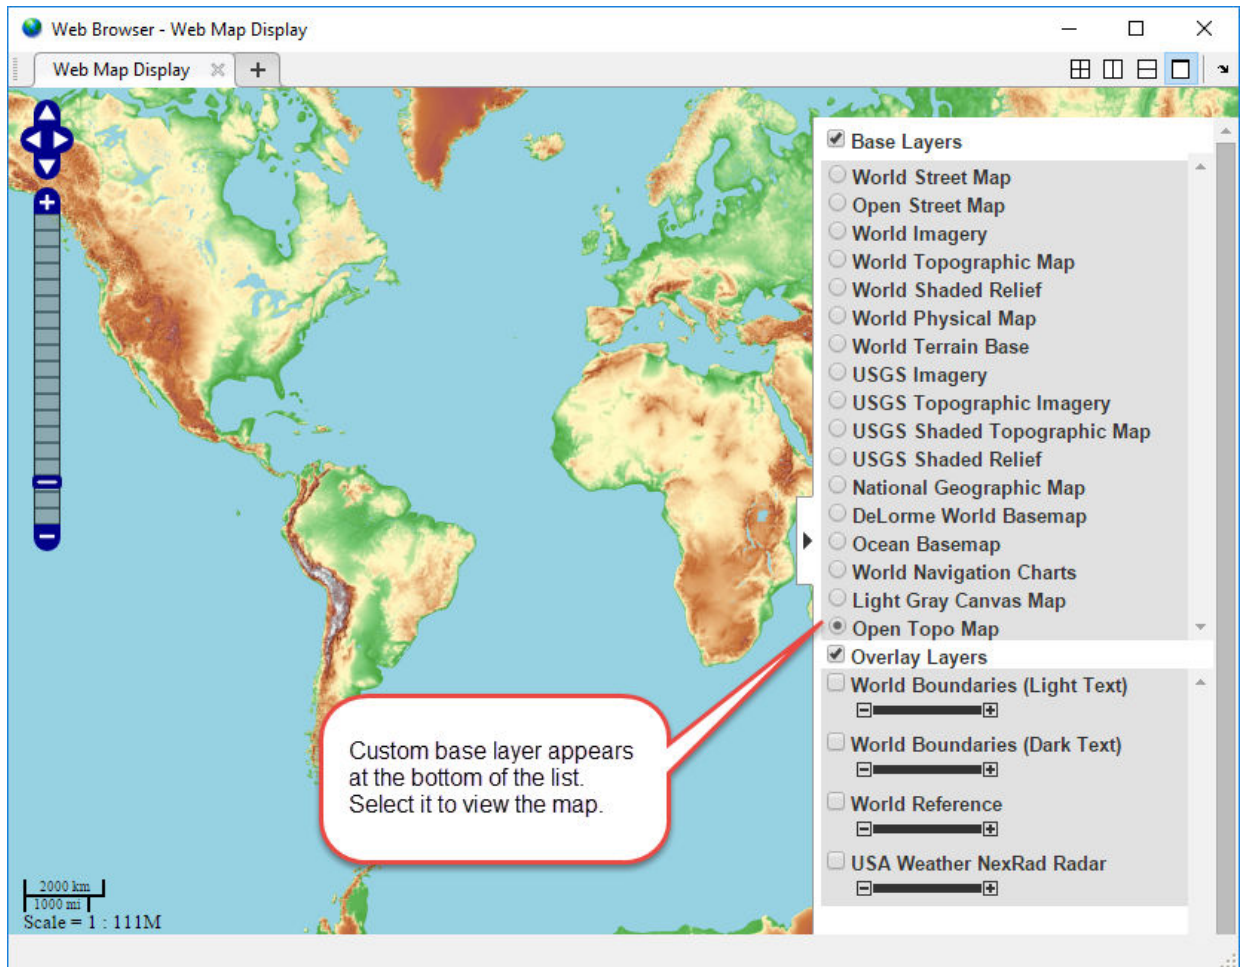 Web Browser - Web Map Display
Web Map Display
Base Layers
World Street Map
Open Street Map
World Imagery
World Topographic Map
World Shaded Relief
World Physical Map
World Terrain Base
USGS Imagery
USGS Topographic Imagery
USGS Shaded Topographic Map
USGS Shaded Relief
National Geographic Map
DeLorme World Basemap
Ocean Basemap
World Navigation Charts
Light Gray Canvas Map
Open Topo Map
Overlay Layers
World Boundaries (Light Text)
World Boundaries (Dark Text)
World Reference
USA Weather NexRad Radar
Custom base layer appears
at the bottom of the list.
Select it to view the map.
2000 km
1000 mi
Scale = 1 : 111M